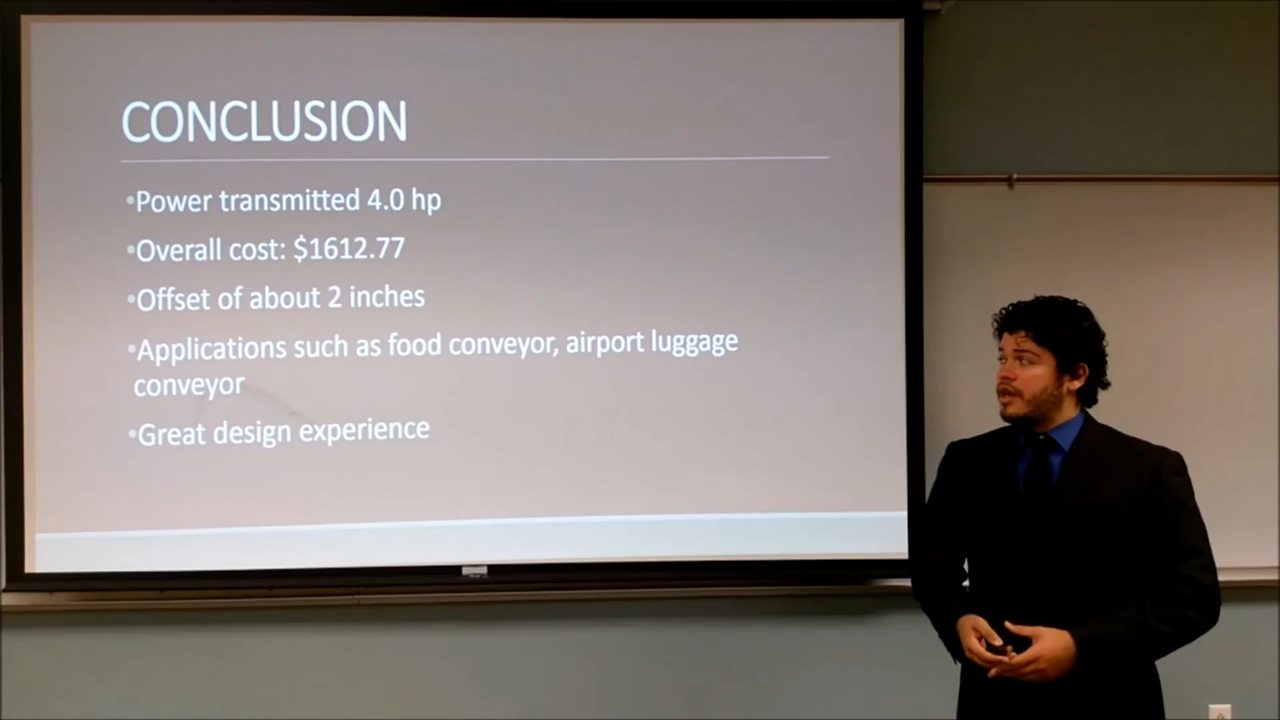 CONCLUSION
•Power transmitted 4.0 hp
•Overall cost: $1612.77
•Offset of about 2 inches
•Applications such as food conveyor, airport luggage
conveyor
•Great design experience